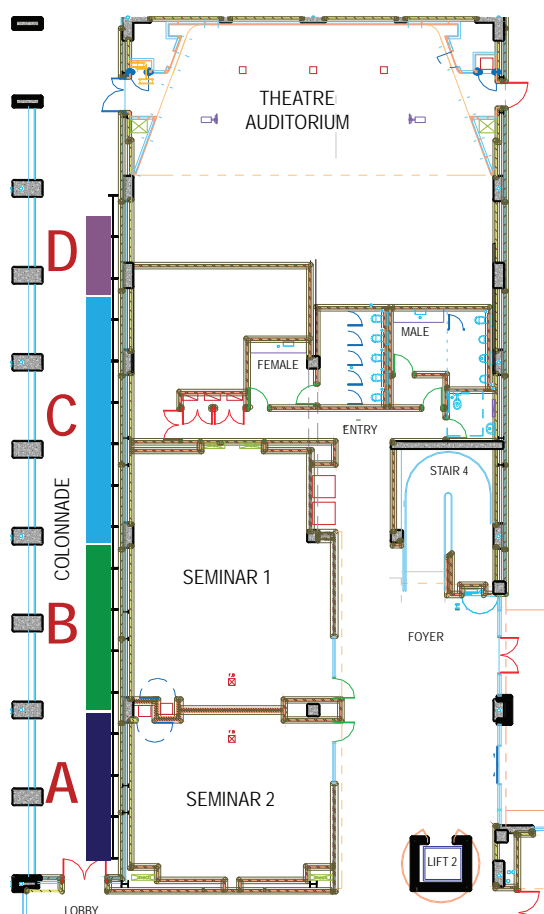 THEATRE
AUDITORIUM
D
MALE
FEMALE
C
ENTRY
STAIR 4
COLONNADE
SEMINAR 1
B
FOYER
A
SEMINAR 2
LIFT 2
LOBBY